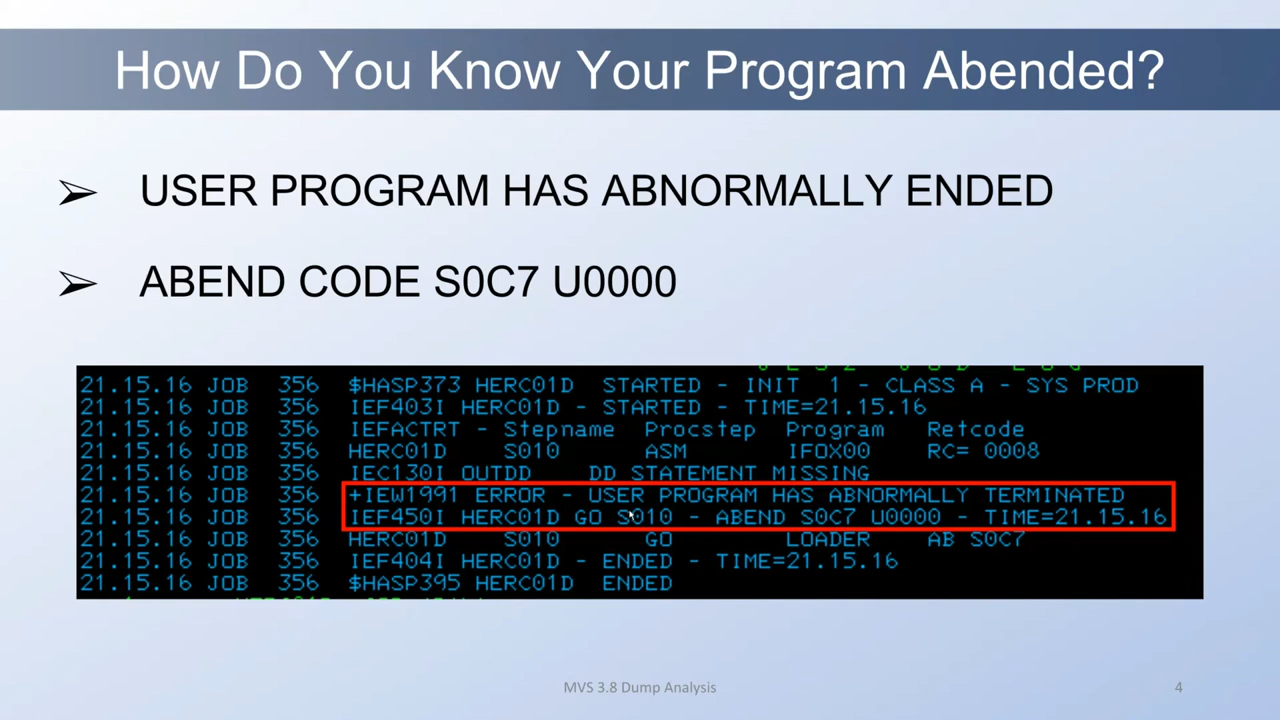 How Do You Know Your Program Abended?
➢ USER PROGRAM HAS ABNORMALLY ENDED
➢ ABEND CODE S0C7 U0000
21.15.16 JOB 356 $HASP373 HERC01D STARTED - INIT 1 - CLASS A - SYS PROD
21.15.16 JOB 356 IEF403I HERC01D - STARTED - TIME=21.15.16
21.15.16 JOB 356 IEFACTRT - Stepname Procstep Program Retcode
21.15.16 JOB 356 HERC01D S010 ASM IFOX00 RC= 0008
21.15.16 JOB 356 IEC130I OUTDD DD STATEMENT MISSING
21.15.16 JOB 356 +IEW1991 ERROR - USER PROGRAM HAS ABNORMALLY TERMINATED
21.15.16 JOB 356 IEF450I HERC01D GO S010 - ABEND S0C7 U0000 - TIME=21.15.16
21.15.16 JOB 356 HERC01D S010 GO LOADER AB S0C7
21.15.16 JOB 356 IEF404I HERC01D - ENDED - TIME=21.15.16
21.15.16 JOB 356 $HASP395 HERC01D ENDED
MVS 3.8 Dump Analysis
4